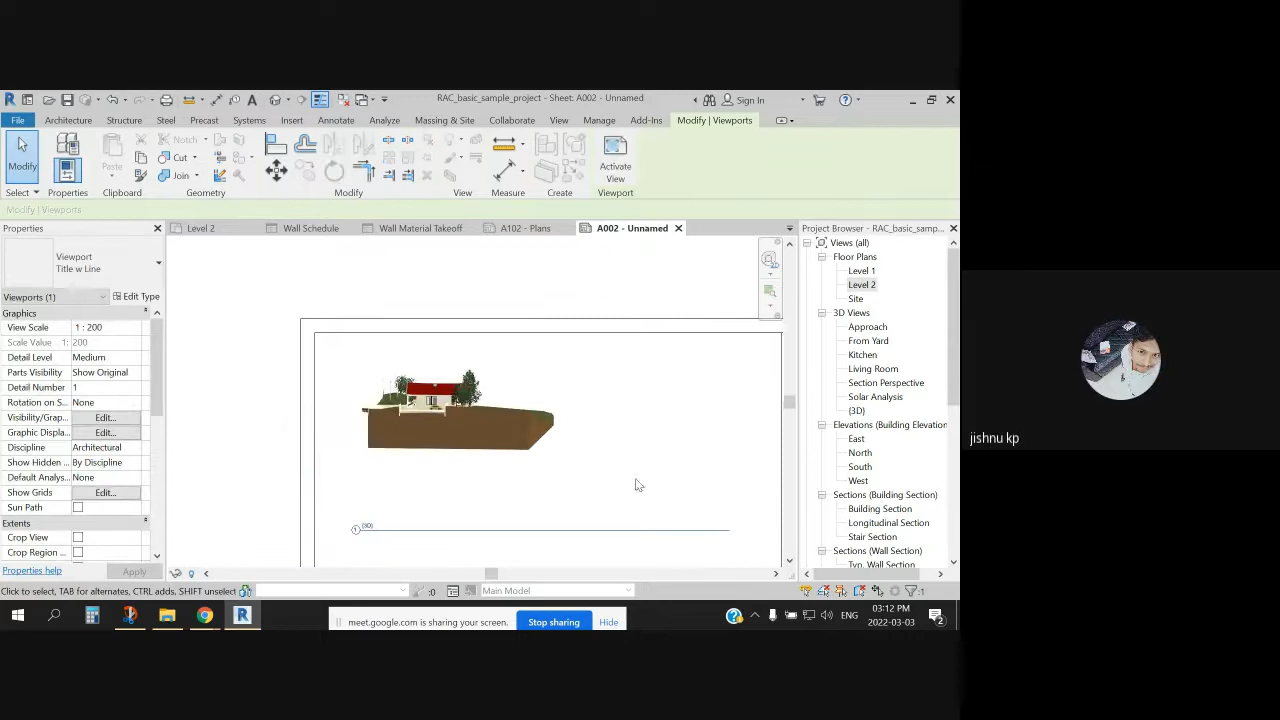 RAC_basic_sample_project - Sheet: A002 - Unnamed
Sign In
File Architecture Structure Steel Precast Systems Insert Annotate Analyze Massing & Site Collaborate View Manage Add-Ins Modify | Viewports
Modify
Paste
Notch
Cut
Join
Activate
View
Select Properties Clipboard Geometry Modify View Measure Create Viewport
Modify | Viewports
Properties
Level 2
Wall Schedule
Wall Material Takeoff
A102 - Plans
A002 - Unnamed
Project Browser - RAC_basic_samp...
Viewport
Title w Line
Viewports (1)
Edit Type
Graphics
View Scale 1 : 200
Scale Value 1: 200
Detail Level Medium
Parts Visibility Show Original
Detail Number 1
Rotation on S... None
Visibility/Grap... Edit...
Graphic Displa... Edit...
Discipline Architectural
Show Hidden ... By Discipline
Default Analys... None
Show Grids Edit...
Sun Path
Extents
Crop View
Crop Region ...
Properties help
Apply
1 {3D}
Views (all)
Floor Plans
Level 1
Level 2
Site
3D Views
Approach
From Yard
Kitchen
Living Room
Section Perspective
Solar Analysis
{3D}
Elevations (Building Elevation
East
North
South
West
Sections (Building Section)
Building Section
Longitudinal Section
Stair Section
Sections (Wall Section)
Typ. Wall Section
Click to select, TAB for alternates, CTRL adds, SHIFT unselect
:0
Main Model
:1
meet.google.com is sharing your screen.
Stop sharing
Hide
ENG
03:12 PM
2022-03-03
2
jishnu kp